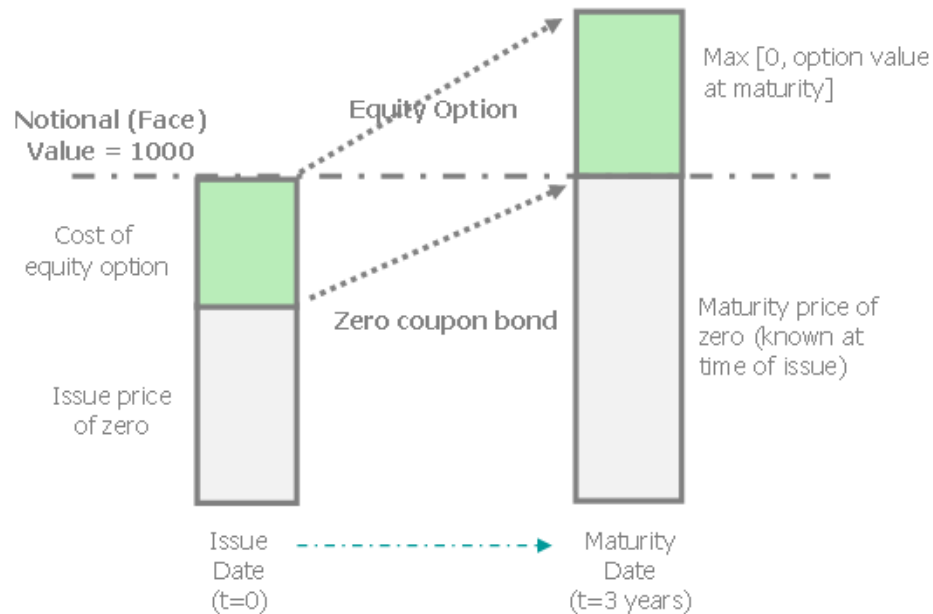 Max [0, option value
at maturity]
Equity Option
Notional (Face)
Value = 1000
Cost of
equity option
Zero coupon bond
Maturity price of
zero (known at
time of issue)
Issue price
of zero
Issue
Date
(t=0)
Maturity
Date
(t=3 years)